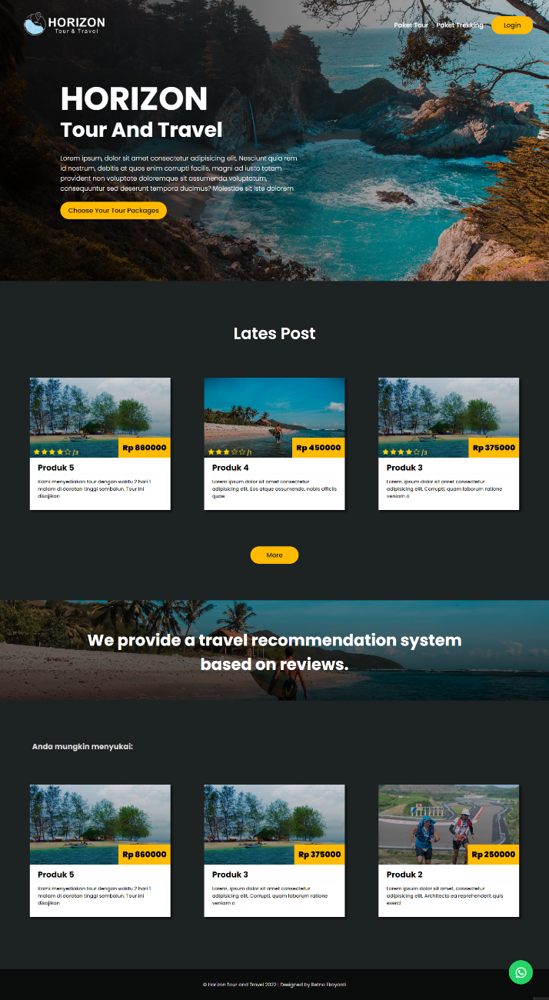 HORIZON
Tour & Travel
Paket Tour Paket Trekking Login
HORIZON
Tour And Travel
Lorem ipsum, dolor sit amet consectetur adipisicing elit. Nesciunt quia rem
id nostrum, debitis at quos enim corrupti facilis, magni ad iusto totam
provident non voluptate doloremque sit assumenda voluptatum,
consequuntur sed deserunt tempora ducimus? Molestiae sit iste dolorem
Choose Your Tour Packages
Lates Post
/3
Rp 860000
Produk 5
Kami menyediakan tour dengan waktu 2 hari 1
malam di daratan tinggi sembalun. Tour ini
disajikan
/1
Rp 450000
Produk 4
Lorem ipsum dolor sit amet consectetur
adipisicing elit. Eos atque assumenda, nobis officiis
quae
/3
Rp 375000
Produk 3
Lorem, ipsum dolor sit amet consectetur
adipisicing elit. Corrupti, quam laborum ratione
veniam o
More
We provide a travel recommendation system
based on reviews.
Anda mungkin menyukai:
Rp 860000
Produk 5
Kami menyediakan tour dengan waktu 2 hari 1
malam di daratan tinggi sembalun. Tour ini
disajikan
Rp 375000
Produk 3
Lorem, ipsum dolor sit amet consectetur
adipisicing elit. Corrupti, quam laborum ratione
veniam o
Rp 250000
Produk 2
Lorem ipsum dolor sit amet, consectetur
adipisicing elit. Architecto ea reprehenderit quis
exerci
© Horizon Tour and Travel 2022 | Designed by Retno Ekayanti